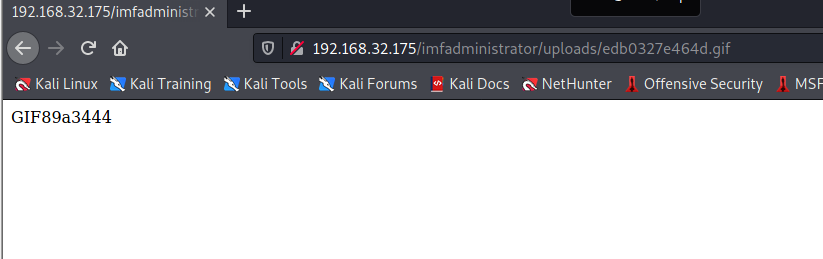 192.168.32.175/imfadministr
192.168.32.175/imfadministrator/uploads/edb0327e464d.gif
Kali Linux Kali Training Kali Tools Kali Forums Kali Docs NetHunter Offensive Security MSF
GIF89a3444